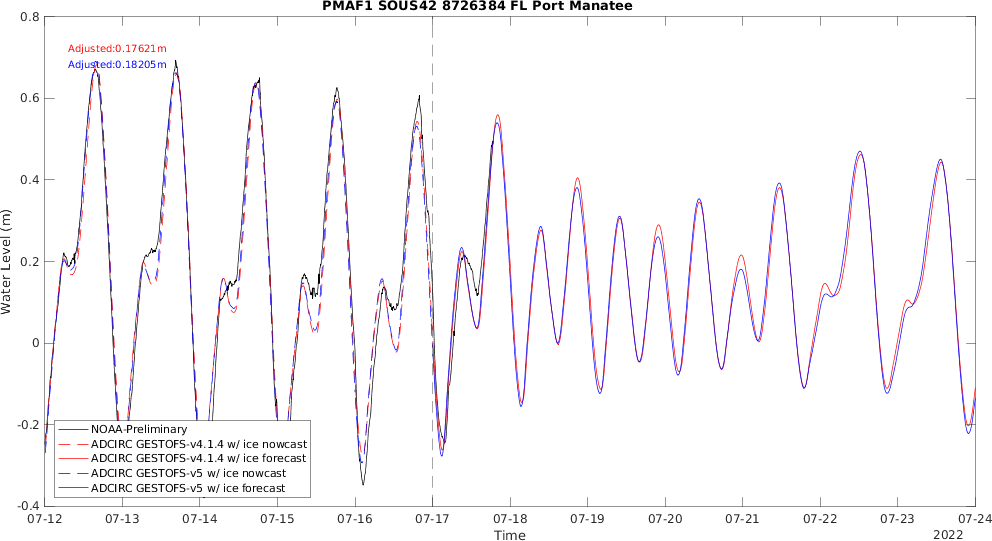 PMAF1 SOUS42 8726384 FL Port Manatee
0.8
Adjusted:0.17621m
Adjusted:0.18205m
0.6
0.4
Water Level (m)
0.2
0
-0.2
NOAA-Preliminary
ADCIRC GESTOFS-v4.1.4 w/ ice nowcast
ADCIRC GESTOFS-v4.1.4 w/ ice forecast
ADCIRC GESTOFS-v5 w/ ice nowcast
ADCIRC GESTOFS-v5 w/ ice forecast
-0.4
07-12 07-13 07-14 07-15 07-16 07-17 07-18 07-19 07-20 07-21 07-22 07-23 07-24
Time
2022